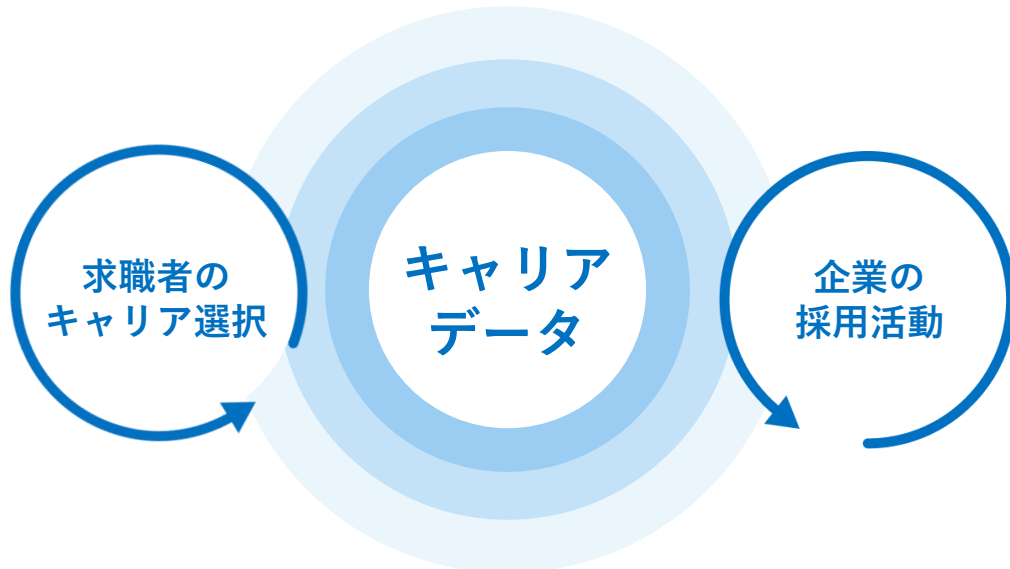 求職者の
キャリア選択
キャリア
データ
企業の
採用活動